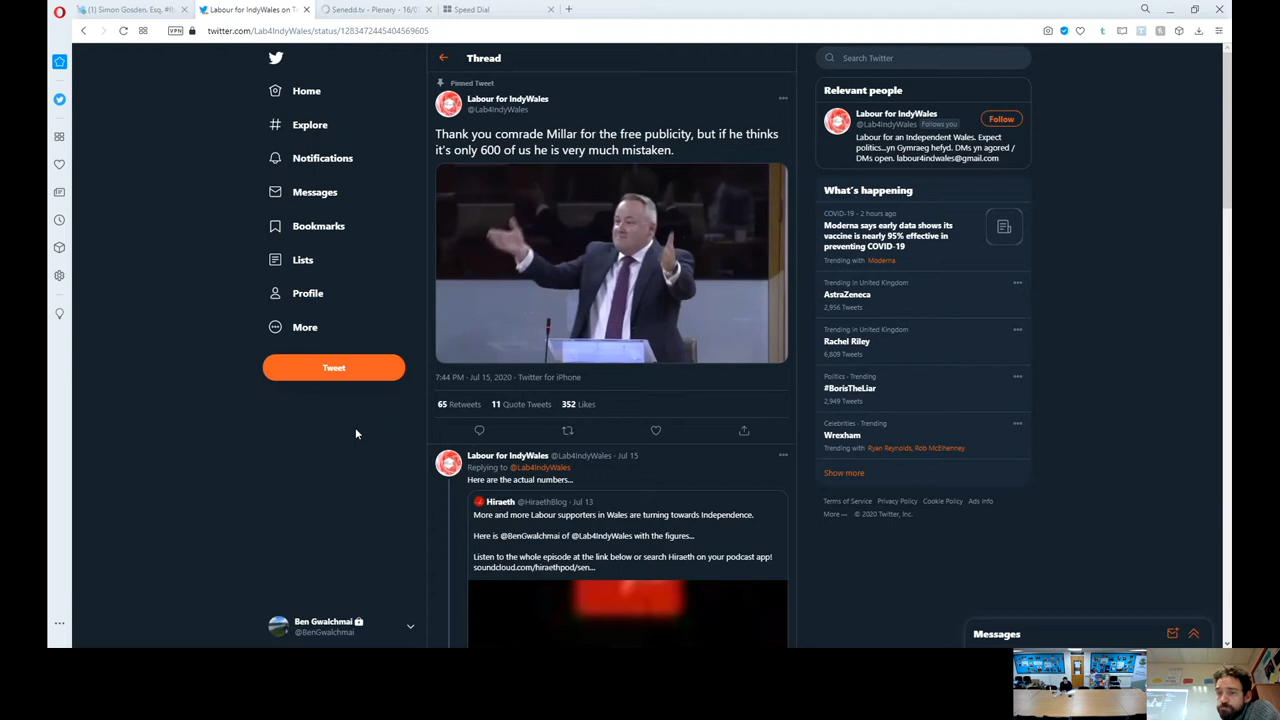 Simon Gosden. Esq. #f
Labour for IndyWales on T
Senedd.tv - Plenary - 16/0
Speed Dial
VPN
twitter.com/Lab4IndyWales/status/1283472445404569605
Home
Explore
Notifications
Messages
Bookmarks
Lists
Profile
More
Tweet
Ben Gwalchmai
@BenGwalchmai
Thread
Pinned Tweet
Labour for IndyWales
@Lab4IndyWales
Thank you comrade Millar for the free publicity, but if he thinks
it's only 600 of us he is very much mistaken.
7:44 PM · Jul 15, 2020 · Twitter for iPhone
65 Retweets 11 Quote Tweets 352 Likes
Labour for IndyWales @Lab4IndyWales · Jul 15
Replying to @Lab4IndyWales
Here are the actual numbers...
Hiraeth @HiraethBlog · Jul 13
More and more Labour supporters in Wales are turning towards Independence.
Here is @BenGwalchmai of @Lab4IndyWales with the figures...
Listen to the whole episode at the link below or search Hiraeth on your podcast app!
soundcloud.com/hiraethpod/sen...
Search Twitter
Relevant people
Labour for IndyWales
@Lab4IndyWales Follows you
Follow
Labour for an Independent Wales. Expect
politics...yn Gymraeg hefyd. DMs yn agored /
DMs open. labour4indwales@gmail.com
What's happening
COVID-19 · 2 hours ago
Moderna says early data shows its
vaccine is nearly 95% effective in
preventing COVID-19
Trending with Moderna
Trending in United Kingdom
AstraZeneca
2,956 Tweets
Trending in United Kingdom
Rachel Riley
6,809 Tweets
Politics · Trending
#BorisTheLiar
2,949 Tweets
Celebrities · Trending
Wrexham
Trending with Ryan Reynolds, Rob McElhenney
Show more
Terms of Service Privacy Policy Cookie Policy Ads info
More © 2020 Twitter, Inc.
Messages